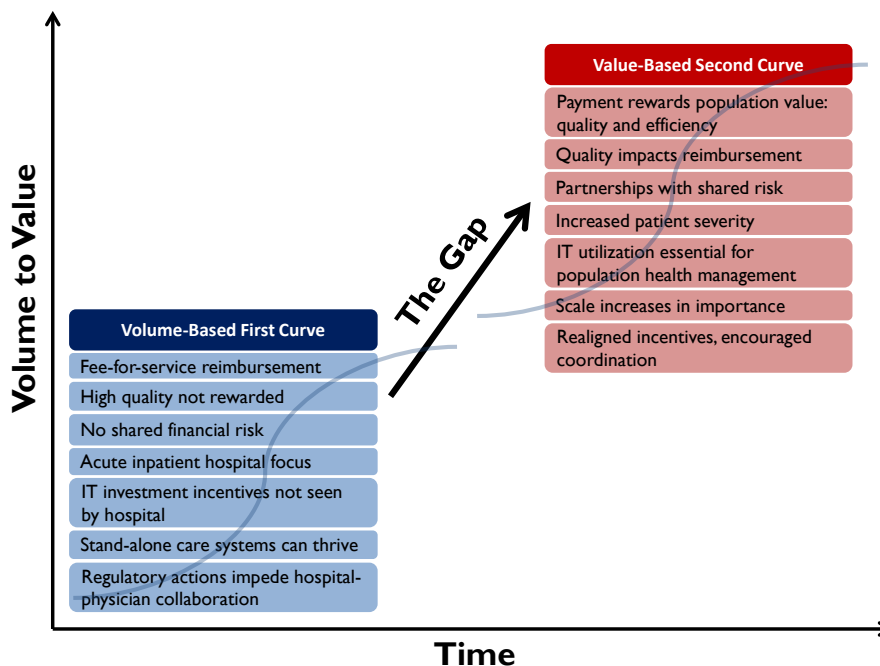 Volume to Value
Volume-Based First Curve
Fee-for-service reimbursement
High quality not rewarded
No shared financial risk
Acute inpatient hospital focus
IT investment incentives not seen
by hospital
Stand-alone care systems can thrive
Regulatory actions impede hospital-
physician collaboration
The Gap
Value-Based Second Curve
Payment rewards population value:
quality and efficiency
Quality impacts reimbursement
Partnerships with shared risk
Increased patient severity
IT utilization essential for
population health management
Scale increases in importance
Realigned incentives, encouraged
coordination
Time